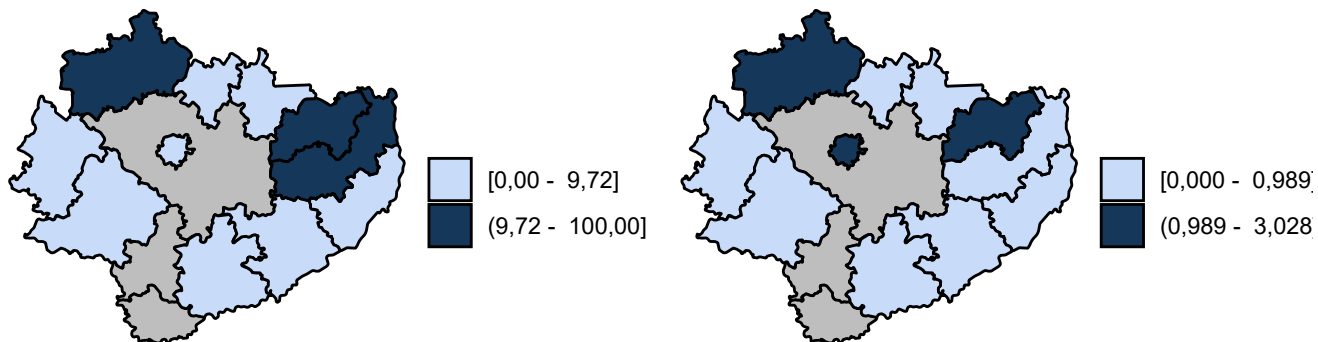 [0,00 - 9,72]
(9,72 - 100,00]
[0,000 - 0,989]
(0,989 - 3,028]